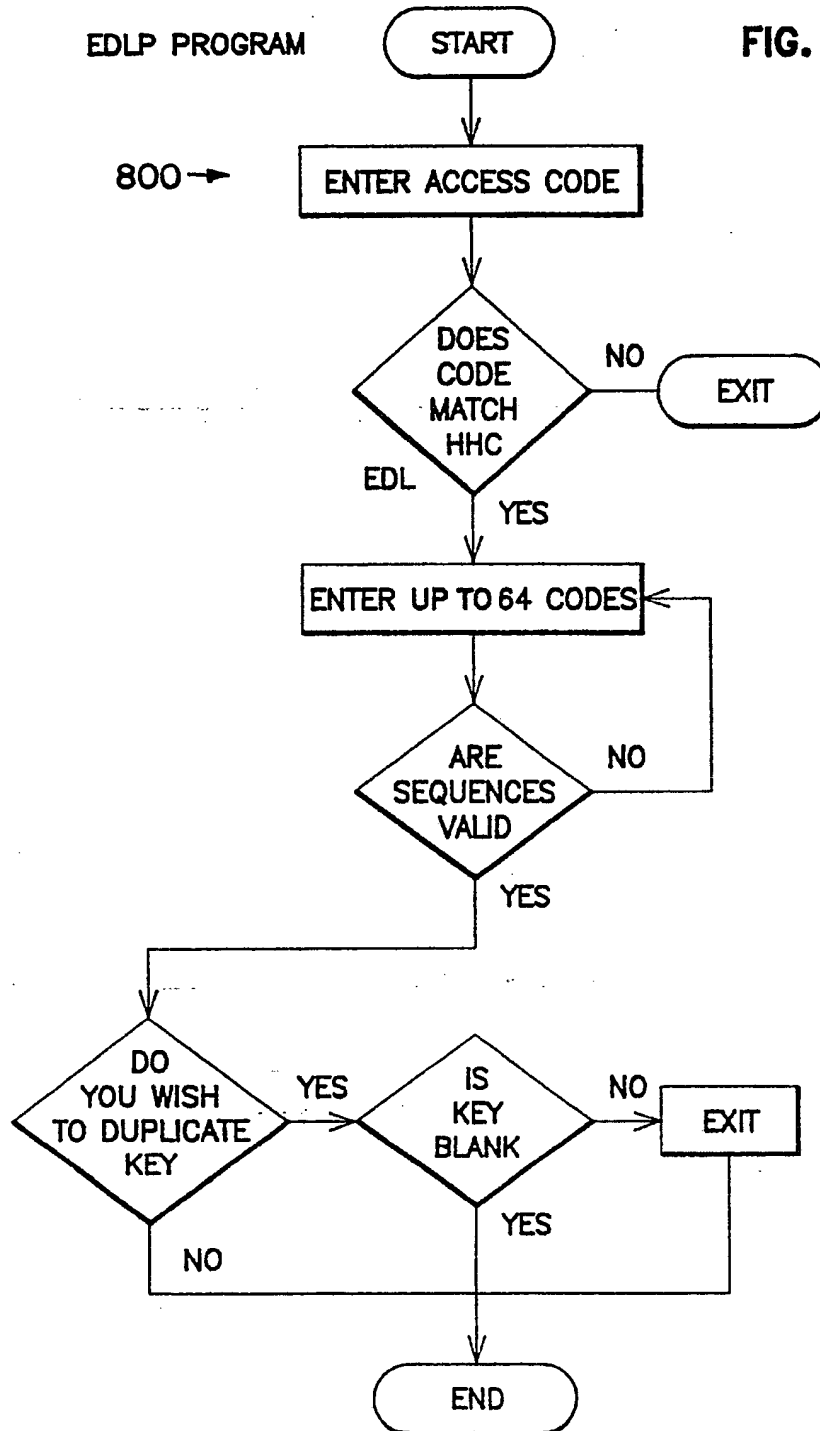 EDLP PROGRAM
START
FIG.
800
ENTER ACCESS CODE
DOES
CODE
MATCH
HHC
NO
EXIT
EDL
YES
ENTER UP TO 64 CODES
ARE
SEQUENCES
VALID
NO
YES
DO
YOU WISH
TO DUPLICATE
KEY
YES
IS
KEY
BLANK
NO
EXIT
YES
NO
END